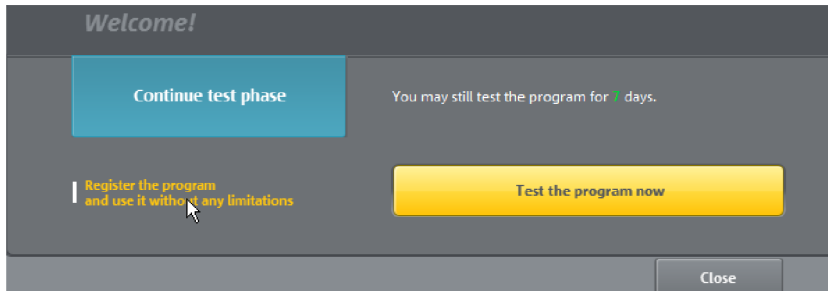 Welcome!
Continue test phase
You may still test the program for 7 days.
Register the program
and use it without any limitations
Test the program now
Close